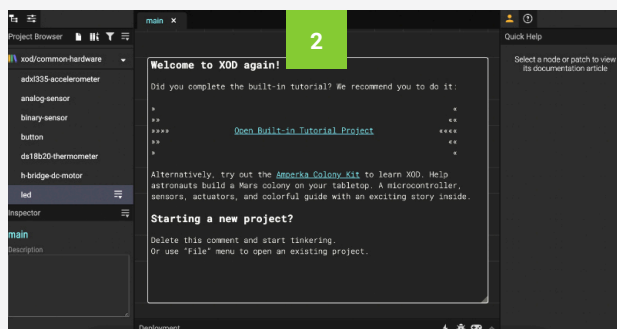 main ×
2
Project Browser
Quick Help
xod/common-hardware
adxl335-accelerometer
analog-sensor
binary-sensor
button
ds18b20-thermometer
h-bridge-dc-motor
led
Inspector
main
Description
Welcome to XOD again!
Did you complete the built-in tutorial? We recommend you to do it:
» «
»» ««
»»»» Open Built-in Tutorial Project ««««
»» ««
» «
Alternatively, try out the Amperka Colony Kit to learn XOD. Help
astronauts build a Mars colony on your tabletop. A microcontroller,
sensors, actuators, and colorful guide with an exciting story inside.
Starting a new project?
Delete this comment and start tinkering.
Or use "File" menu to open an existing project.
Select a node or patch to view
its documentation article
Deployment